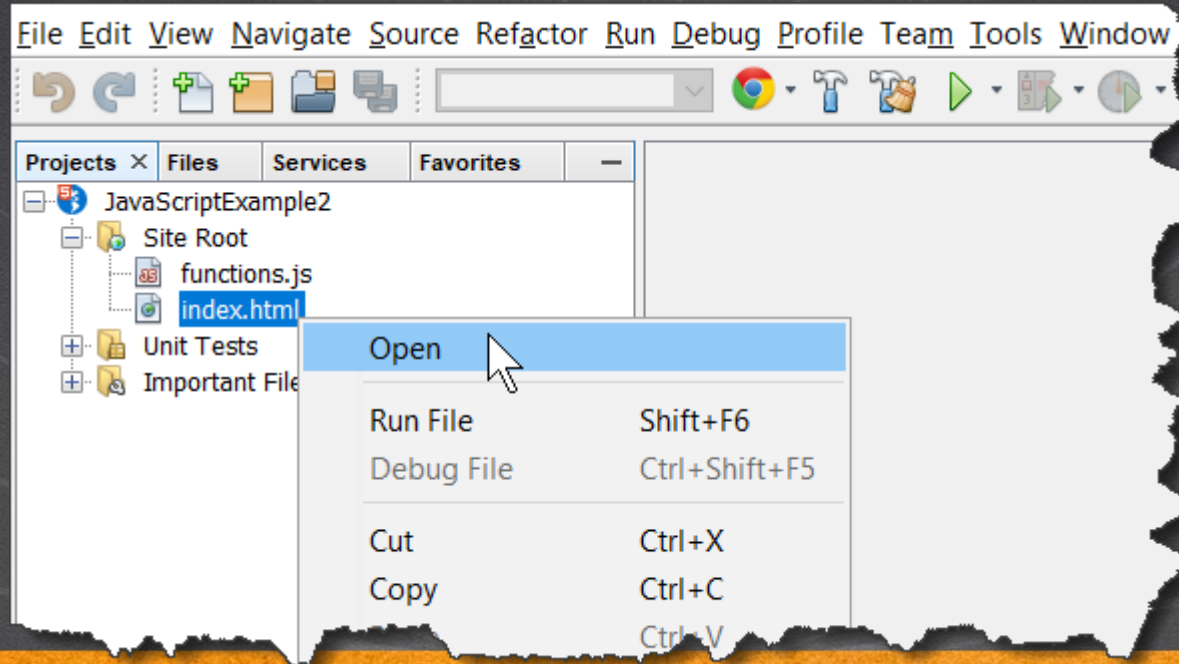 File Edit View Navigate Source Refactor Run Debug Profile Team Tools Window
Projects Files Services Favorites
JavaScriptExample2
Site Root
functions.js
index.html
Unit Tests
Important File
Open
Run File Shift+F6
Debug File Ctrl+Shift+F5
Cut Ctrl+X
Copy Ctrl+C
Ctrl+V